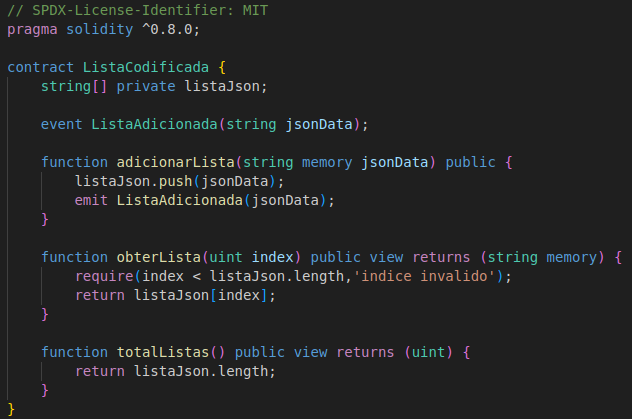 // SPDX-License-Identifier: MIT
pragma solidity ^0.8.0;
contract ListaCodificada {
string[] private listaJson;
event ListaAdicionada(string jsonData);
function adicionarLista(string memory jsonData) public {
listaJson.push(jsonData);
emit ListaAdicionada(jsonData);
}
function obterLista(uint index) public view returns (string memory) {
require(index < listaJson.length,'indice invalido');
return listaJson[index];
}
function totalListas() public view returns (uint) {
return listaJson.length;
}
}